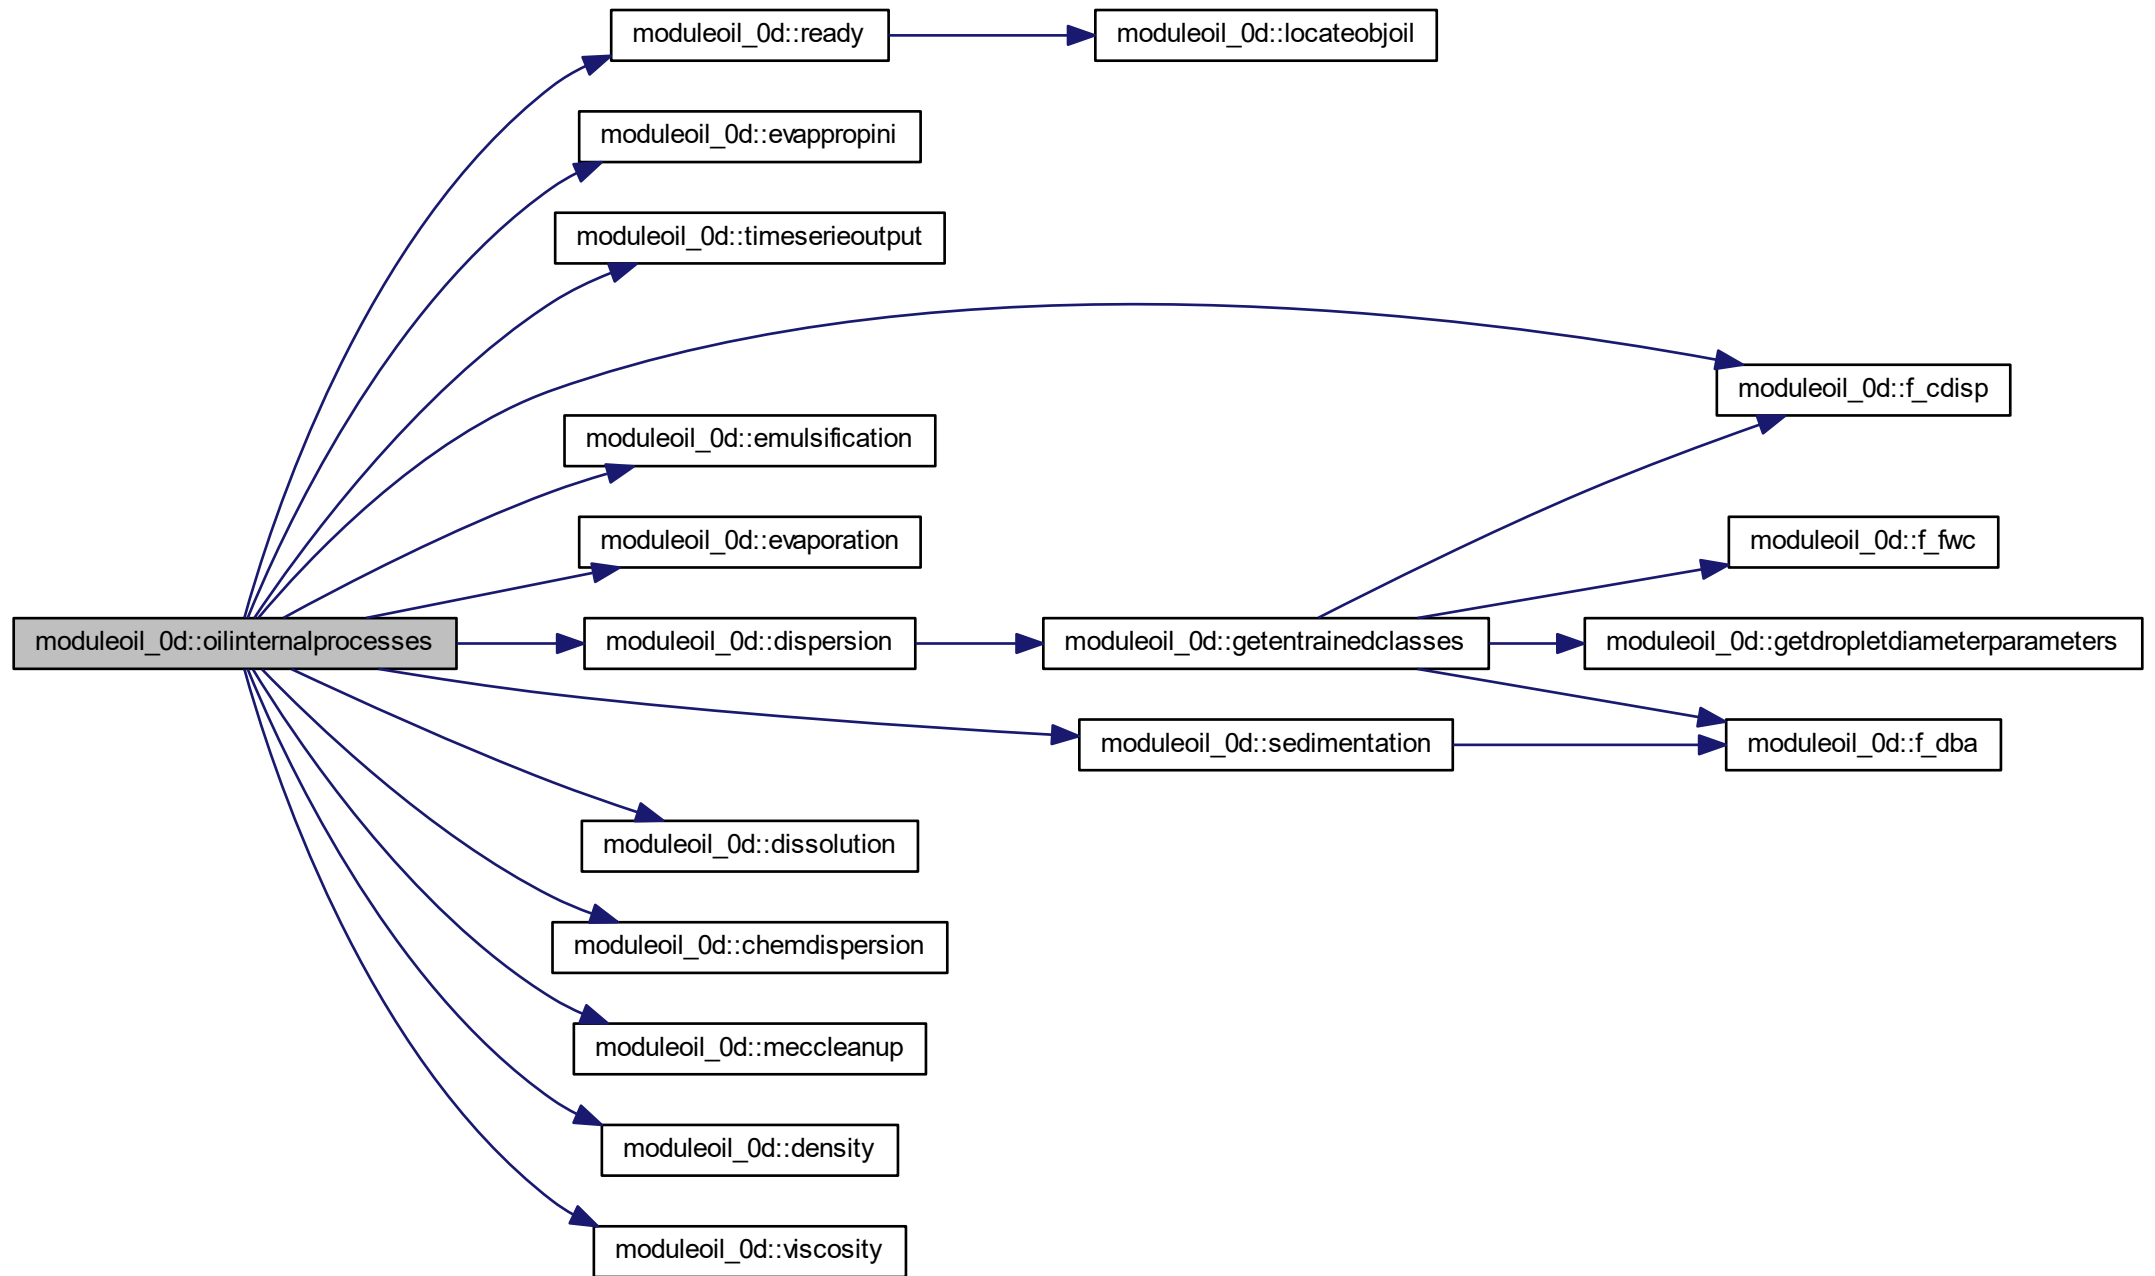 moduleoil_0d::ready
moduleoil_0d::locateobjoil
moduleoil_0d::evappropini
moduleoil_0d::timeserieoutput
moduleoil_0d::f_cdisp
moduleoil_0d::emulsification
moduleoil_0d::evaporation
moduleoil_0d::f_fwc
moduleoil_0d::oilinternalprocesses
moduleoil_0d::dispersion
moduleoil_0d::getentrainedclasses
moduleoil_0d::getdropletdiameterparameters
moduleoil_0d::sedimentation
moduleoil_0d::f_dba
moduleoil_0d::dissolution
moduleoil_0d::chemdispersion
moduleoil_0d::meccleanup
moduleoil_0d::density
moduleoil_0d::viscosity